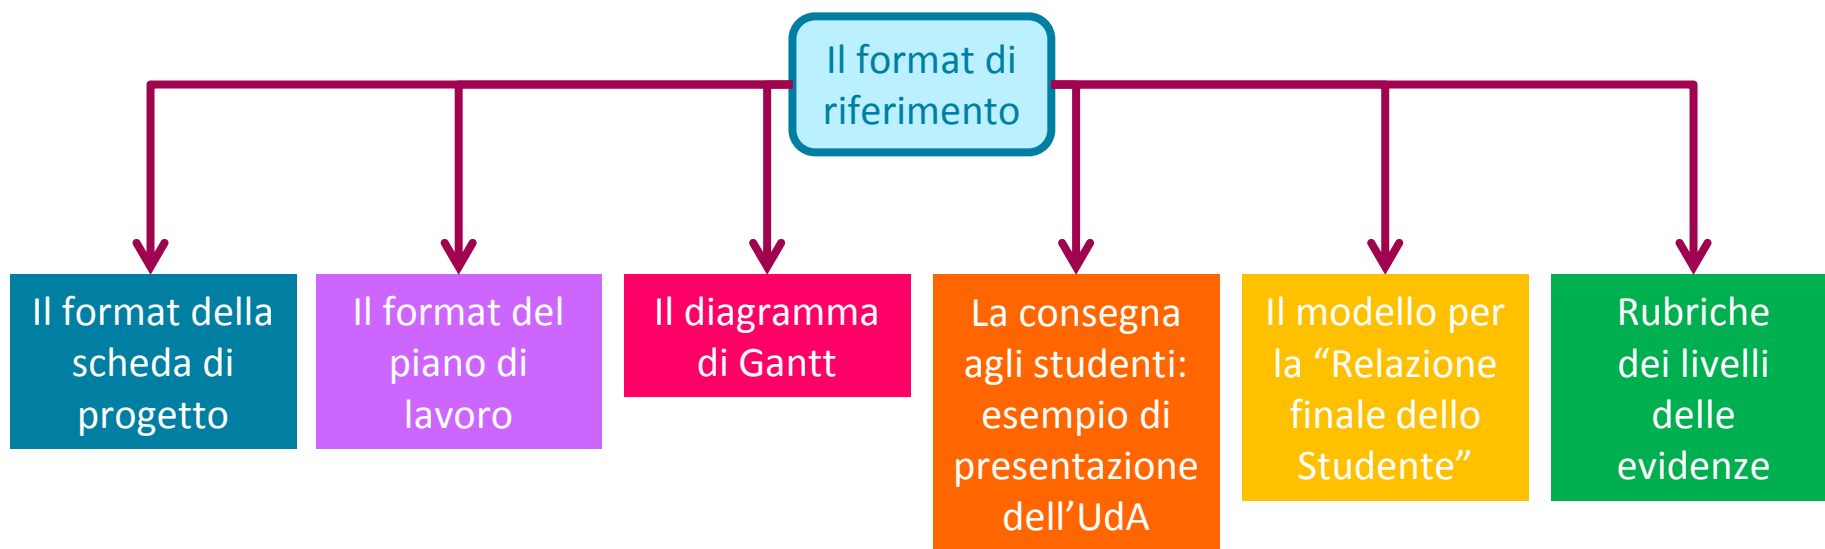 Il format di
riferimento
Il format della
scheda di
progetto
Il format del
piano di
lavoro
Il diagramma
di Gantt
La consegna
agli studenti:
esempio di
presentazione
dell’UdA
Il modello per
la “Relazione
finale dello
Studente”
Rubriche
dei livelli
delle
evidenze